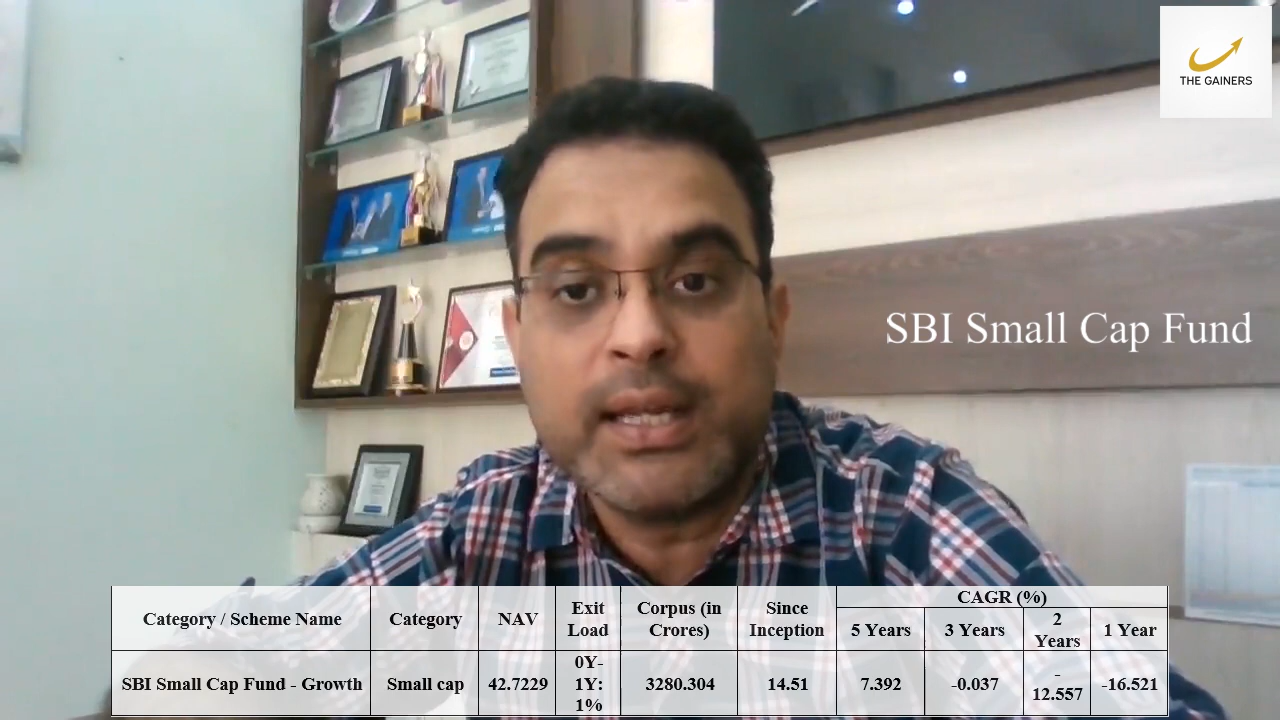 THE GAINERS
SBI Small Cap Fund
Category / Scheme Name
Category
NAV
Exit
Load
Corpus (in
Crores)
Since
Inception
CAGR (%)
5 Years
3 Years
2
Years
1 Year
SBI Small Cap Fund - Growth
Small cap
42.7229
0Y-
1Y:
1%
3280.304
14.51
7.392
-0.037
-
12.557
-16.521